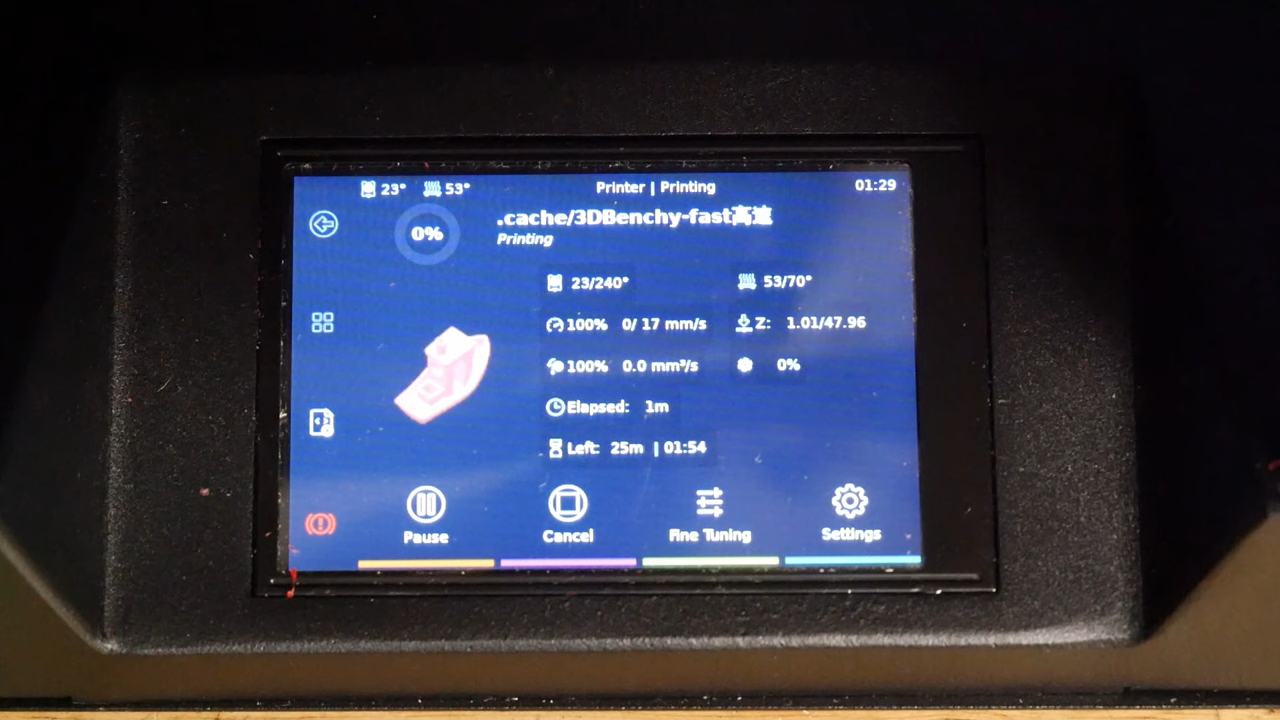 23° 53° Printer | Printing 01:29
0% .cache/3DBenchy-fast高速
Printing
23/240° 53/70°
100% 0/ 17 mm/s Z: 1.01/47.96
100% 0.0 mm³/s 0%
Elapsed: 1m
Left: 25m | 01:54
Pause Cancel Fine Tuning Settings